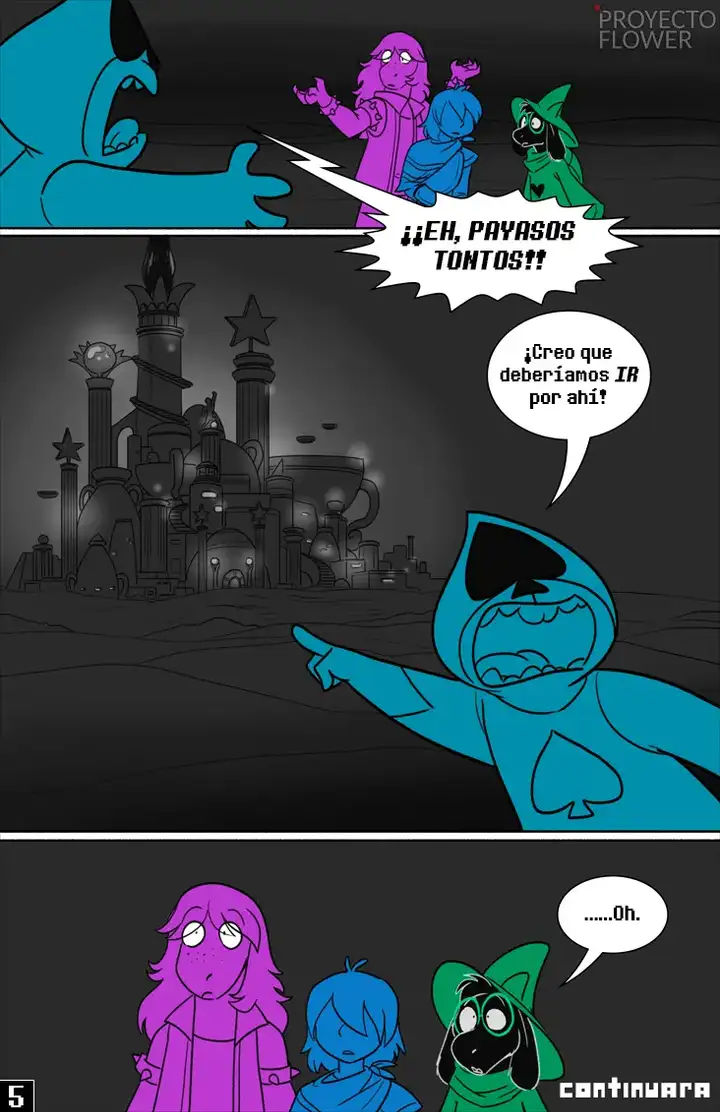 PROYECTO
FLOWER
¡¡EH, PAYASOS
TONTOS!!
¡Creo que
deberíamos IR
por ahí!
......Oh.
5
continuara